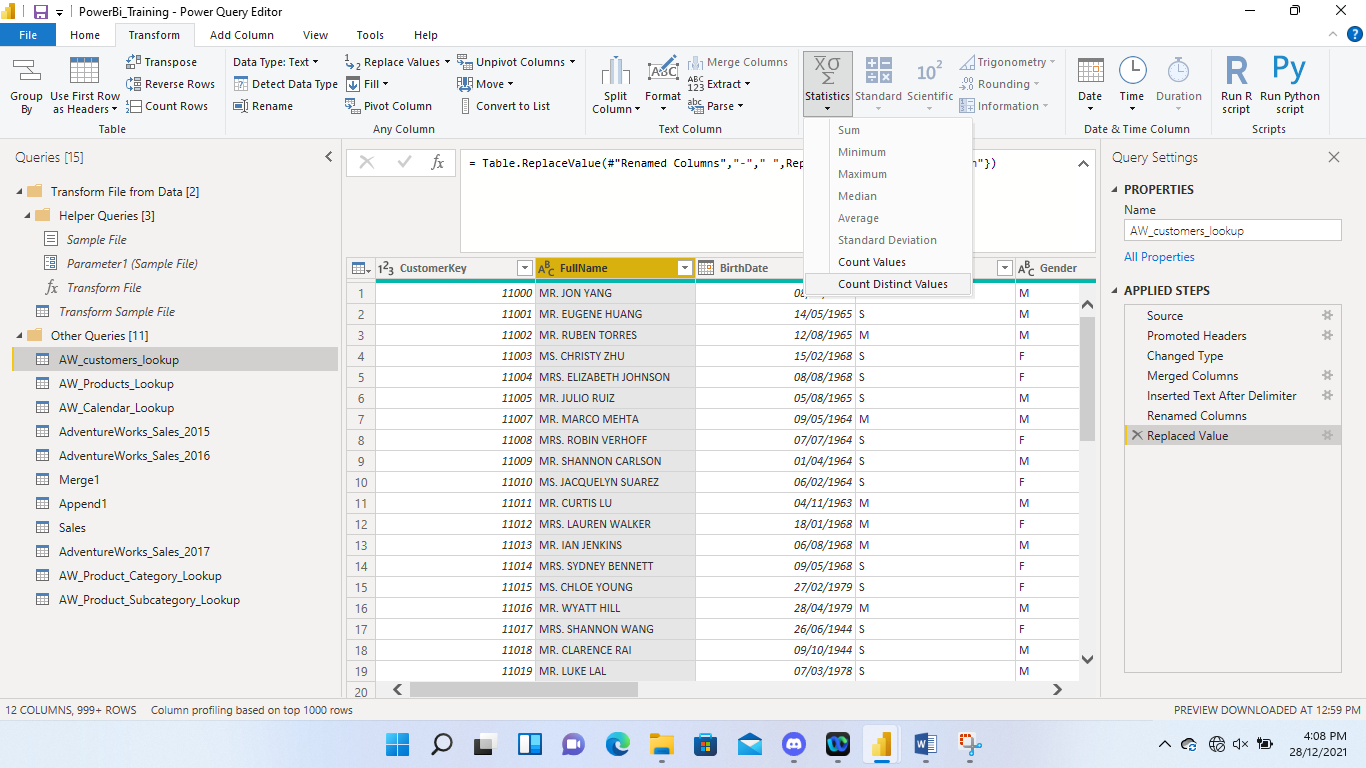 PowerBi_Training - Power Query Editor
File Home Transform Add Column View Tools Help
Group By
Use First Row as Headers
Transpose
Reverse Rows
Count Rows
Table
Data Type: Text
Detect Data Type
Rename
Replace Values
Fill
Pivot Column
Unpivot Columns
Move
Convert to List
Any Column
Split Column
Format
Merge Columns
Extract
Parse
Text Column
Statistics
Standard
Scientific
Trigonometry
Rounding
Information
Date
Time
Duration
Date & Time Column
Run R script
Run Python script
Scripts
Sum
Minimum
Maximum
Median
Average
Standard Deviation
Count Values
Count Distinct Values
Queries [15]
Transform File from Data [2]
Helper Queries [3]
Sample File
Parameter1 (Sample File)
Transform File
Transform Sample File
Other Queries [11]
AW_customers_lookup
AW_Products_Lookup
AW_Calendar_Lookup
AdventureWorks_Sales_2015
AdventureWorks_Sales_2016
Merge1
Append1
Sales
AdventureWorks_Sales_2017
AW_Product_Category_Lookup
AW_Product_Subcategory_Lookup
= Table.ReplaceValue(#"Renamed Columns","-"," ",Rep
"})
CustomerKey FullName BirthDate Gender
1 11000 MR. JON YANG M
2 11001 MR. EUGENE HUANG 14/05/1965 S M
3 11002 MR. RUBEN TORRES 12/08/1965 M M
4 11003 MS. CHRISTY ZHU 15/02/1968 S F
5 11004 MRS. ELIZABETH JOHNSON 08/08/1968 S F
6 11005 MR. JULIO RUIZ 05/08/1965 S M
7 11007 MR. MARCO MEHTA 09/05/1964 M M
8 11008 MRS. ROBIN VERHOFF 07/07/1964 S F
9 11009 MR. SHANNON CARLSON 01/04/1964 S M
10 11010 MS. JACQUELYN SUAREZ 06/02/1964 S F
11 11011 MR. CURTIS LU 04/11/1963 M M
12 11012 MRS. LAUREN WALKER 18/01/1968 M F
13 11013 MR. IAN JENKINS 06/08/1968 M M
14 11014 MRS. SYDNEY BENNETT 09/05/1968 S F
15 11015 MS. CHLOE YOUNG 27/02/1979 S F
16 11016 MR. WYATT HILL 28/04/1979 M M
17 11017 MRS. SHANNON WANG 26/06/1944 S F
18 11018 MR. CLARENCE RAI 09/10/1944 S M
19 11019 MR. LUKE LAL 07/03/1978 S M
20
Query Settings
PROPERTIES
Name
AW_customers_lookup
All Properties
APPLIED STEPS
Source
Promoted Headers
Changed Type
Merged Columns
Inserted Text After Delimiter
Renamed Columns
Replaced Value
12 COLUMNS, 999+ ROWS Column profiling based on top 1000 rows
PREVIEW DOWNLOADED AT 12:59 PM
4:08 PM
28/12/2021